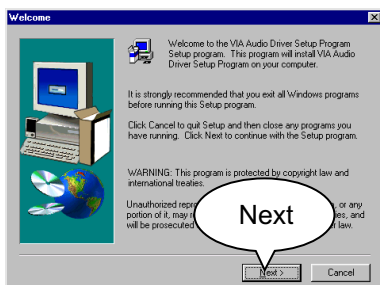 Welcome
Welcome to the VIA Audio Driver Setup Program
Setup program. This program will install VIA Audio
Driver Setup Program on your computer.
It is strongly recommended that you exit all Windows programs
before running this Setup program.
Click Cancel to quit Setup and then close any programs you
have running. Click Next to continue with the Setup program.
WARNING: This program is protected by copyright law and
international treaties.
Unauthorized or any
portion of it, may and
will be prosecuted law.
Next
Next >
Cancel